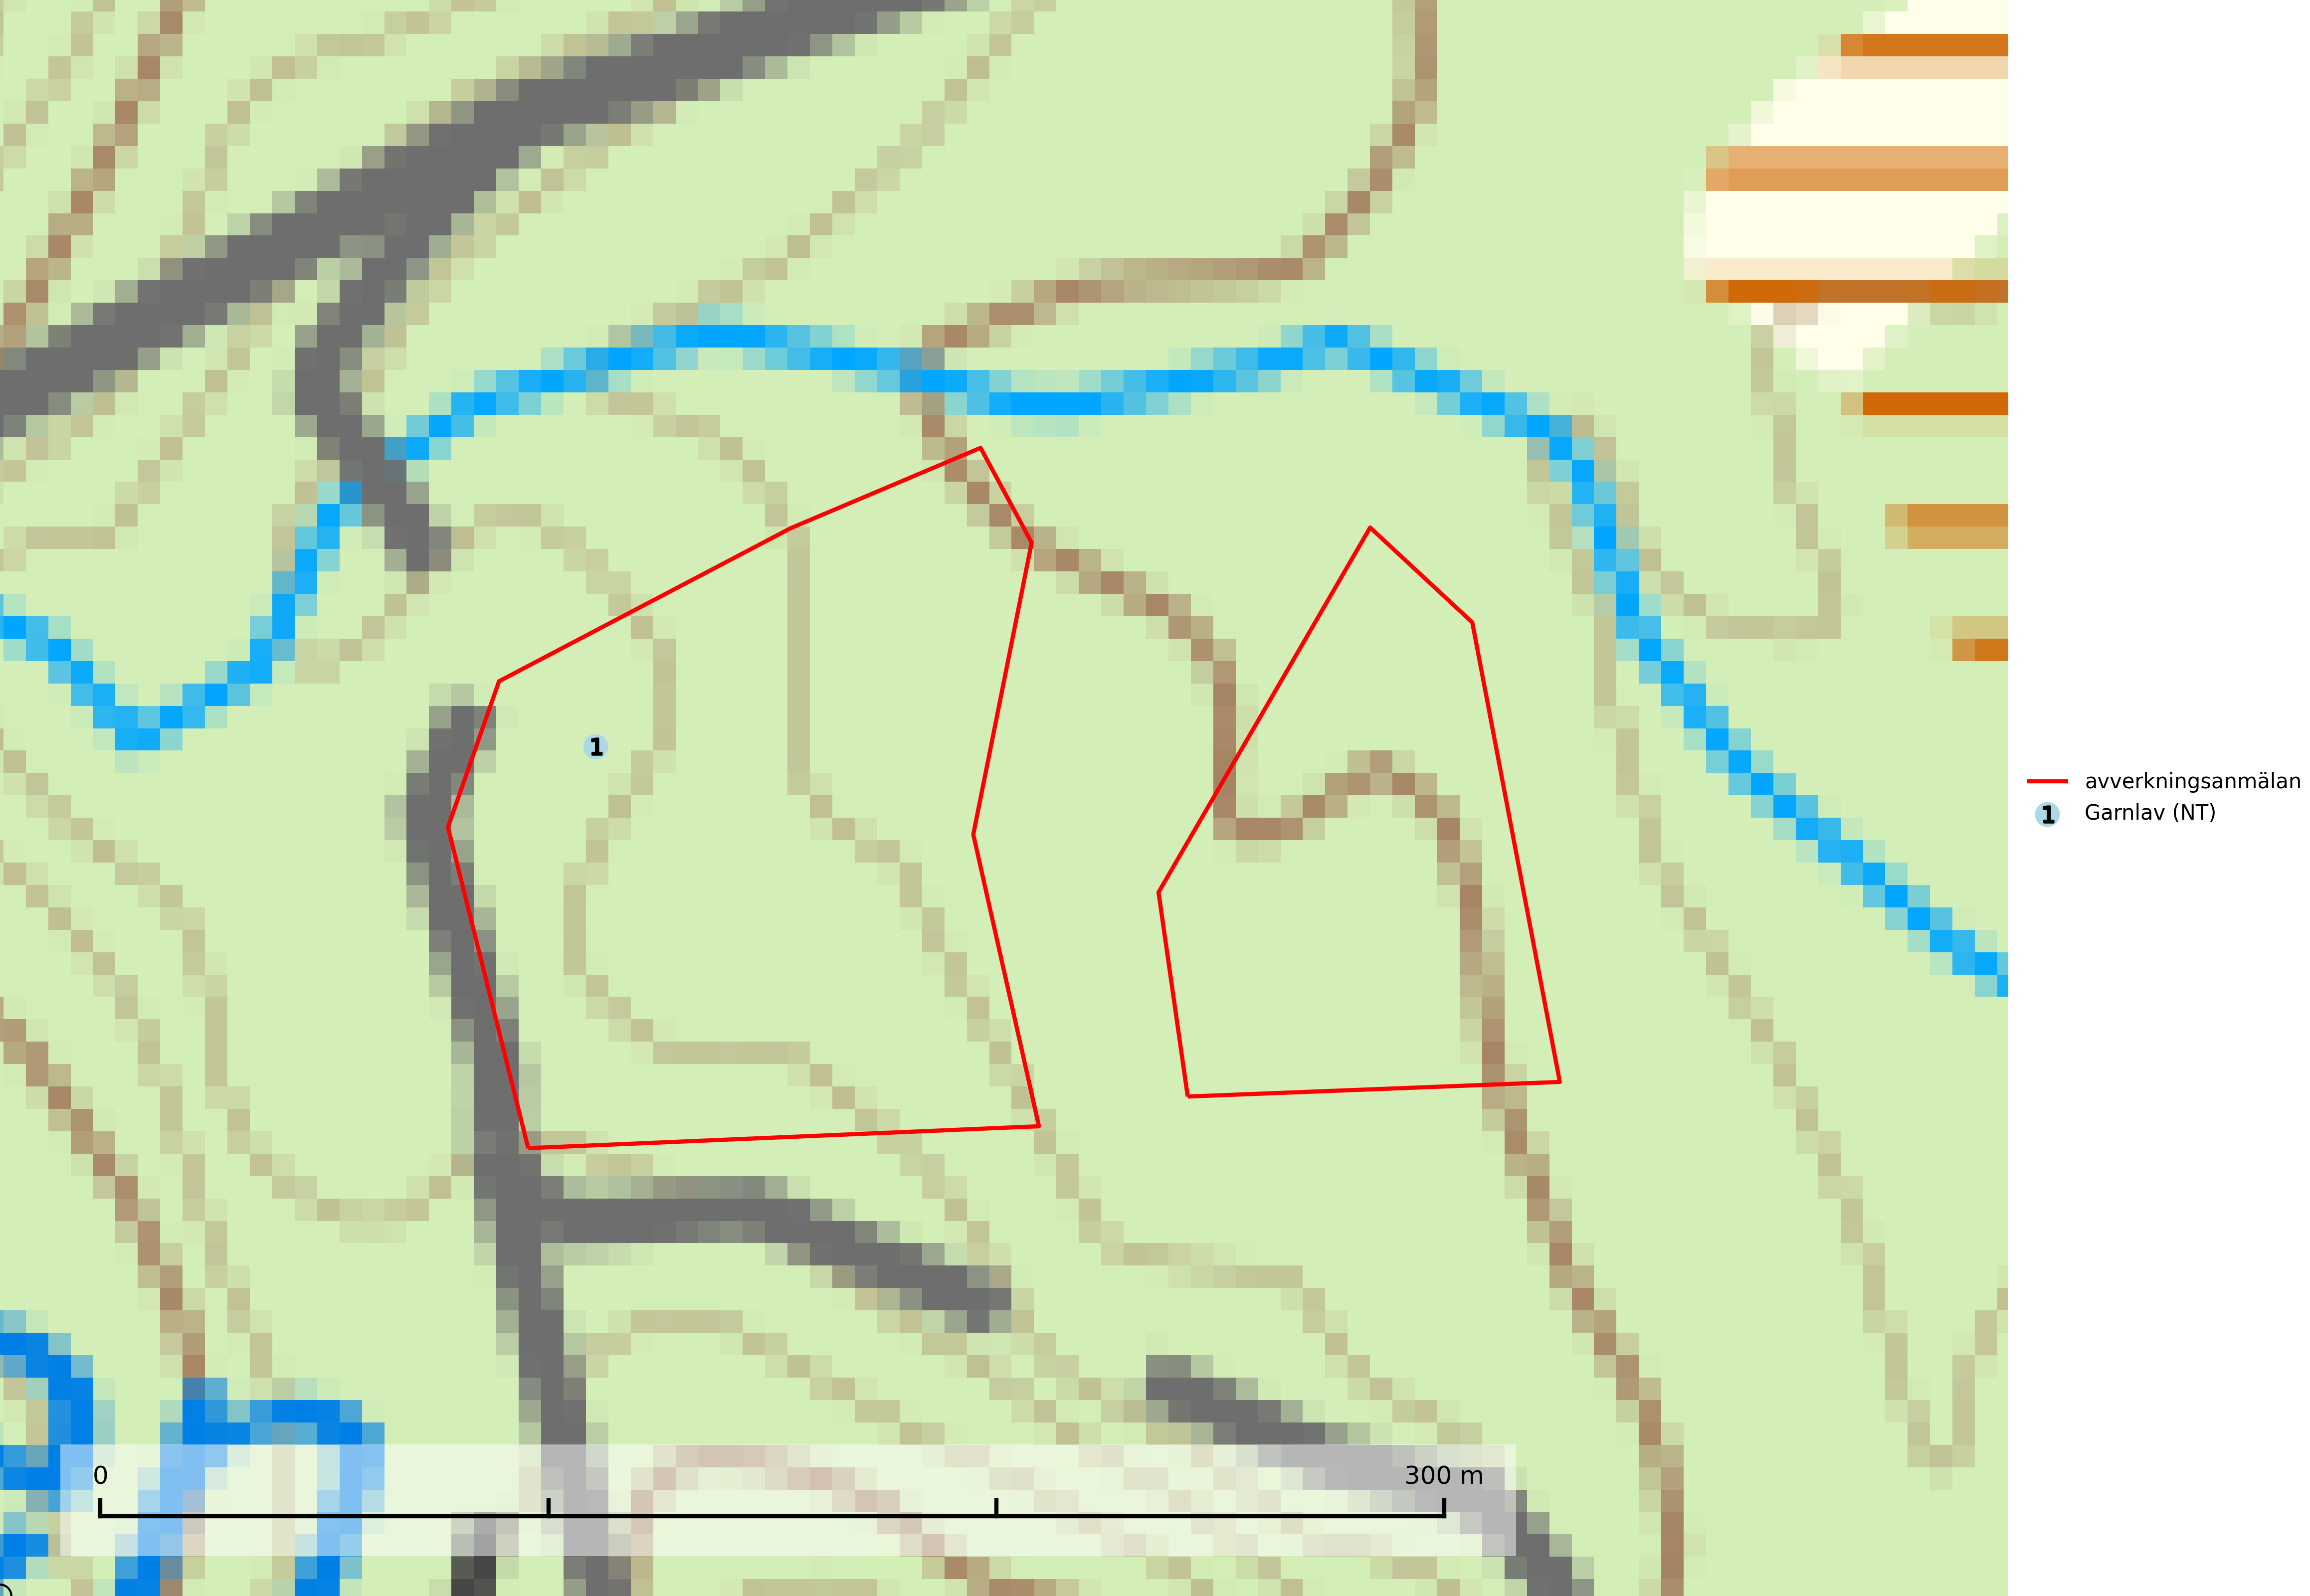 1
avverkningsanmälan
1 Garnlav (NT)
0 300 m